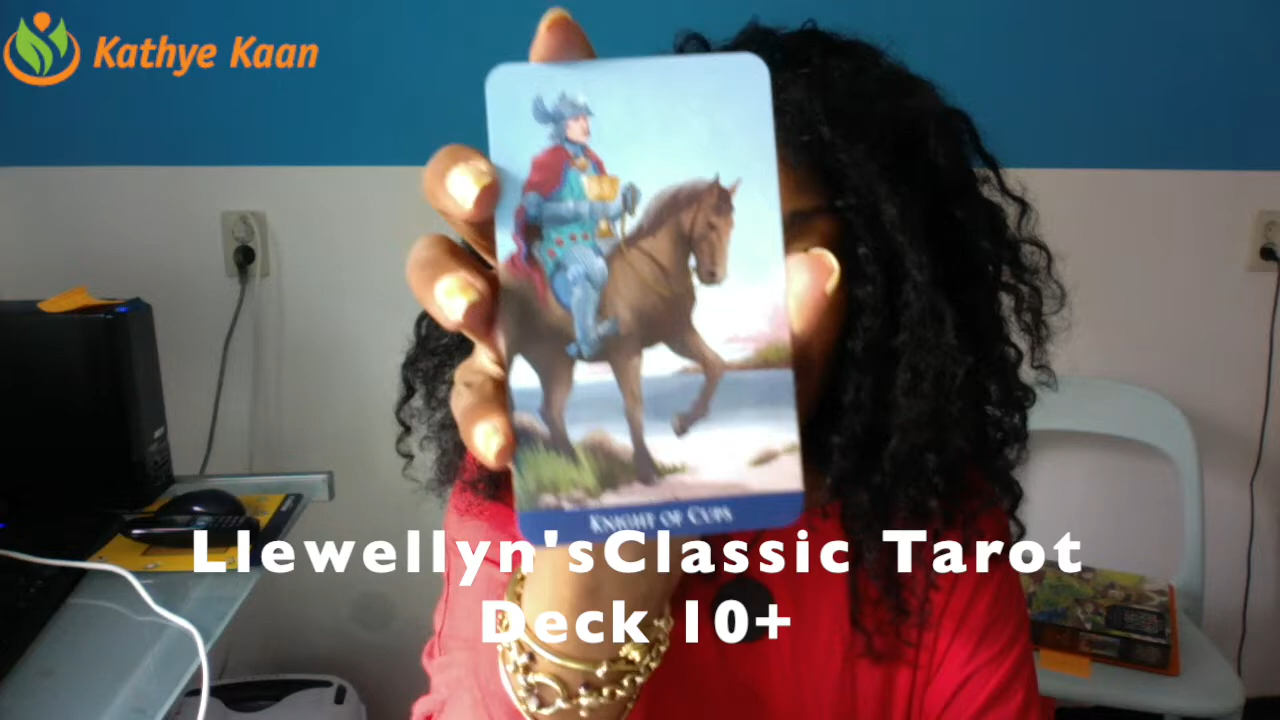 Kathye Kaan
Knight of Cups
Llewellyn'sClassic Tarot
Deck 10+